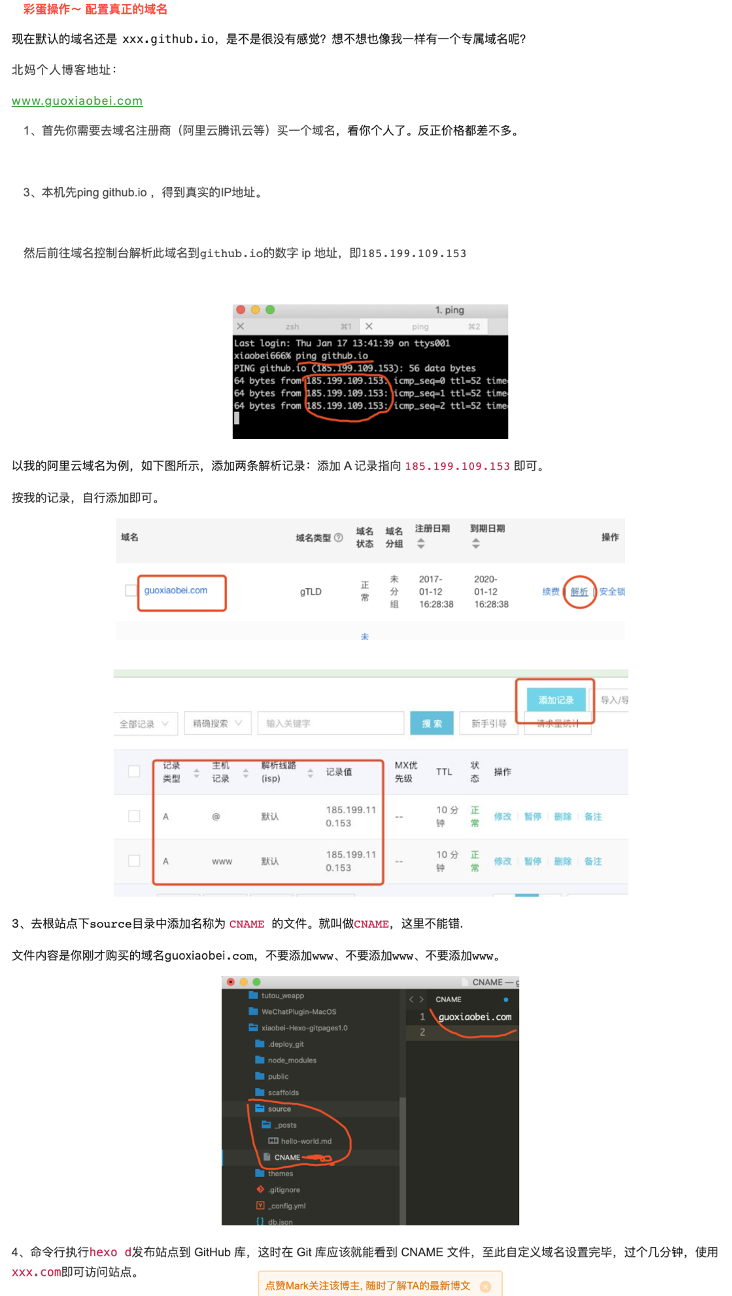 彩蛋操作～ 配置真正的域名
现在默认的域名还是 xxx.github.io，是不是很没有感觉？想不想也像我一样有一个专属域名呢？
北妈个人博客地址：
www.guoxiaobei.com
1、首先你需要去域名注册商（阿里云腾讯云等）买一个域名，看你个人了。反正价格都差不多。
3、本机先ping github.io ，得到真实的IP地址。
然后前往域名控制台解析此域名到github.io的数字 ip 地址，即185.199.109.153
1. ping
zsh ⌘1 ping ⌘2
Last login: Thu Jan 17 13:41:39 on ttys001
xiaobei666% ping github.io
PING github.io (185.199.109.153): 56 data bytes
64 bytes from 185.199.109.153: icmp_seq=0 ttl=52 time
64 bytes from 185.199.109.153: icmp_seq=1 ttl=52 time
64 bytes from 185.199.109.153: icmp_seq=2 ttl=52 time
以我的阿里云域名为例，如下图所示，添加两条解析记录：添加 A 记录指向 185.199.109.153 即可。
按我的记录，自行添加即可。
域名 域名类型 域名状态 域名分组 注册日期 到期日期 操作
guoxiaobei.com gTLD 正常 未分组 2017-01-12 16:28:38 2020-01-12 16:28:38 续费 解析 安全锁
未
添加记录 导入/导
全部记录 精确搜索 输入关键字 搜索 新手引导 请求量统计
记录类型 主机记录 解析线路(isp) 记录值 MX优先级 TTL 状态 操作
A @ 默认 185.199.110.153 -- 10 分钟 正常 修改 暂停 删除 备注
A www 默认 185.199.110.153 -- 10 分钟 正常 修改 暂停 删除 备注
3、去根站点下source目录中添加名称为 CNAME 的文件。就叫做CNAME，这里不能错.
文件内容是你刚才购买的域名guoxiaobei.com，不要添加www、不要添加www、不要添加www。
CNAME — g
tutou_weapp
WeChatPlugin-MacOS
xiaobei-Hexo-gitpages1.0
.deploy_git
node_modules
public
scaffolds
source
_posts
hello-world.md
CNAME
themes
.gitignore
_config.yml
db.json
CNAME
1 guoxiaobei.com
2
4、命令行执行hexo d发布站点到 GitHub 库，这时在 Git 库应该就能看到 CNAME 文件，至此自定义域名设置完毕，过个几分钟，使用
xxx.com即可访问站点。
点赞Mark关注该博主, 随时了解TA的最新博文